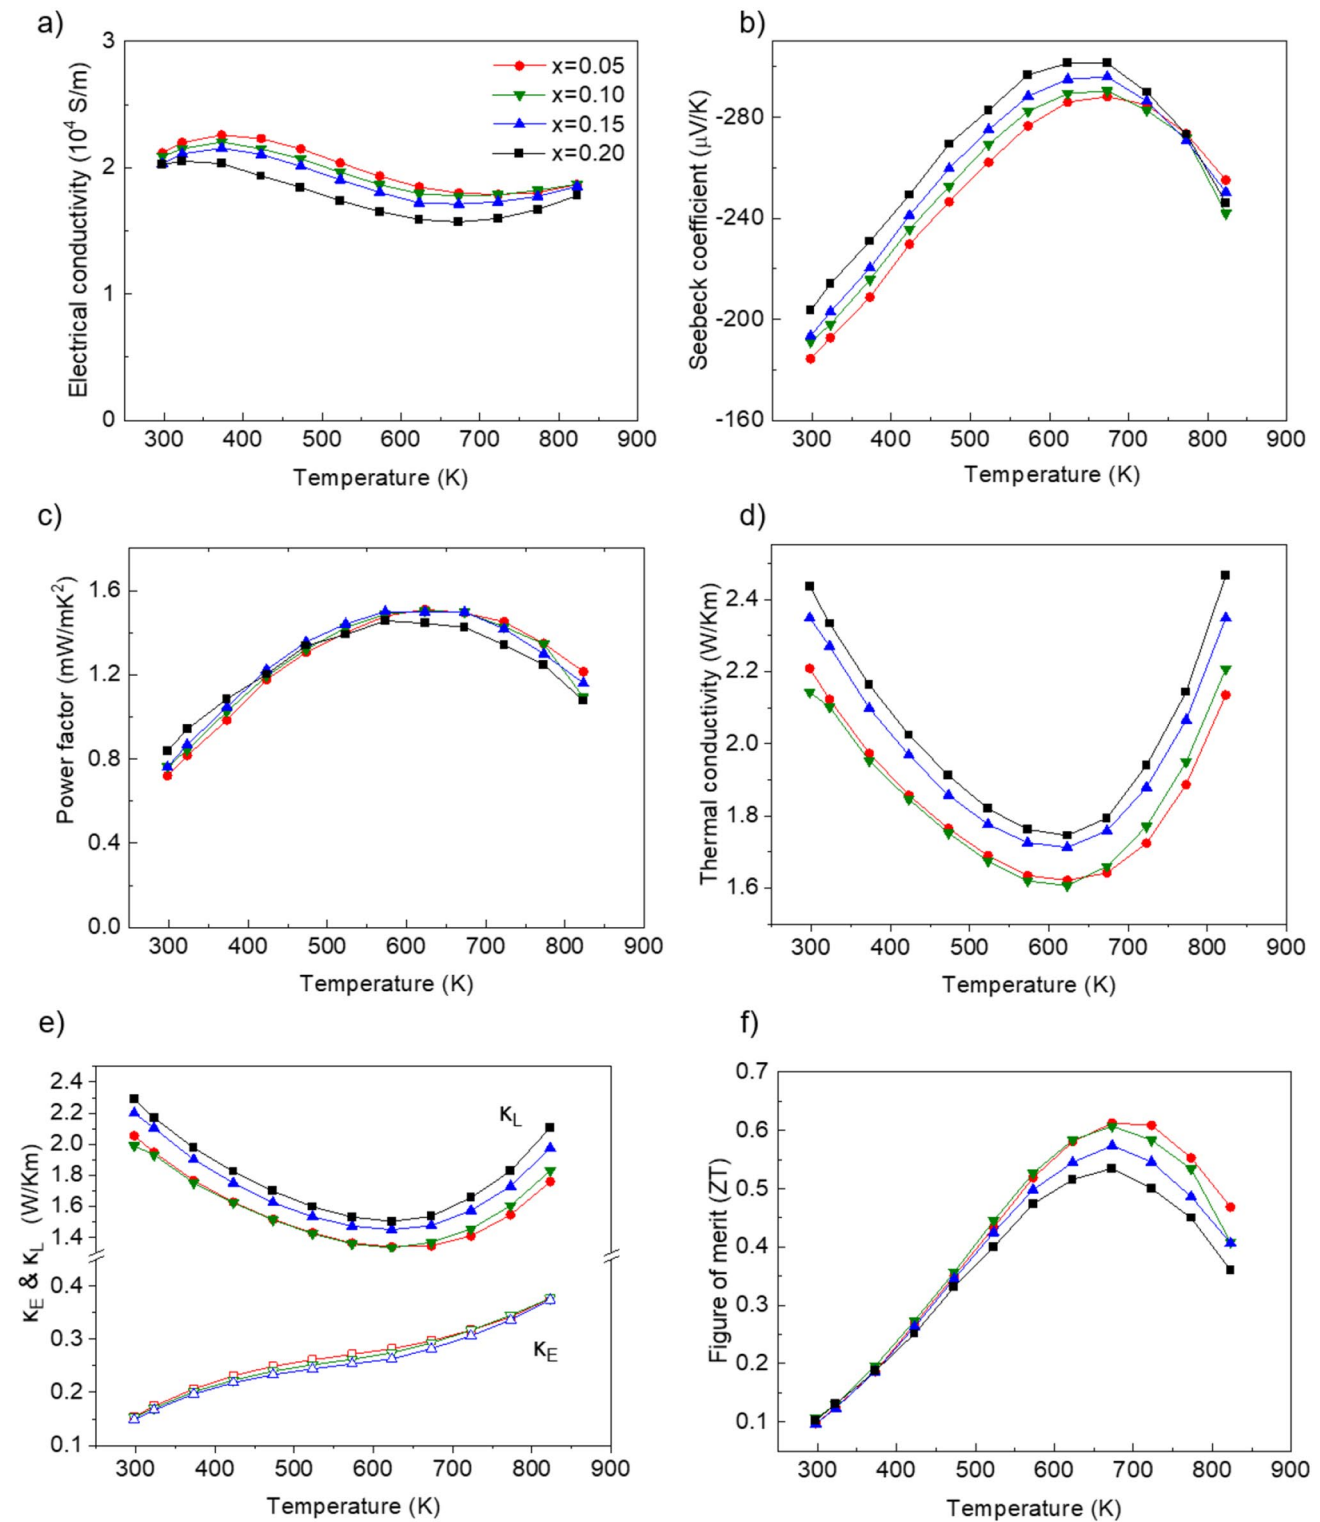 a)
3
2
1
0
Electrical conductivity (10⁴ S/m)
x=0.05
x=0.10
x=0.15
x=0.20
300 400 500 600 700 800 900
Temperature (K)
b)
-280
-240
-200
-160
Seebeck coefficient (μV/K)
300 400 500 600 700 800 900
Temperature (K)
c)
1.6
1.2
0.8
0.4
0.0
Power factor (mW/mK²)
300 400 500 600 700 800 900
Temperature (K)
d)
2.4
2.2
2.0
1.8
1.6
Thermal conductivity (W/Km)
300 400 500 600 700 800 900
Temperature (K)
e)
2.4
2.2
2.0
1.8
1.6
1.4
0.4
0.3
0.2
0.1
κE & κL (W/Km)
κL
κE
300 400 500 600 700 800 900
Temperature (K)
f)
0.7
0.6
0.5
0.4
0.3
0.2
0.1
Figure of merit (ZT)
300 400 500 600 700 800 900
Temperature (K)